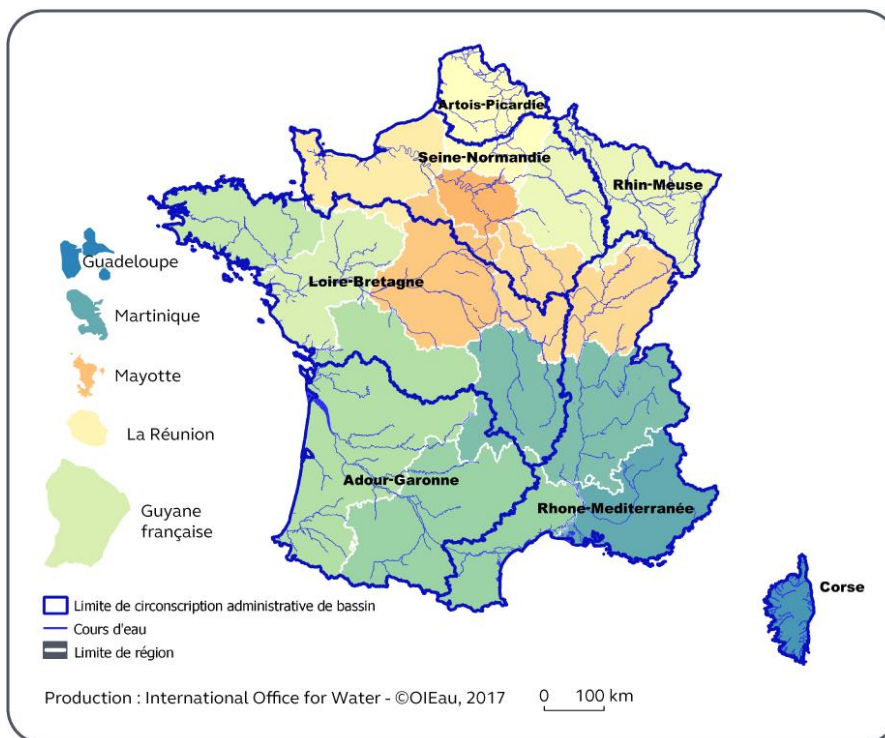 Artois-Picardie
Seine-Normandie
Rhin-Meuse
Guadeloupe
Loire-Bretagne
Martinique
Mayotte
La Réunion
Adour-Garonne
Guyane
française
Rhone-Mediterranée
Corse
Limite de circonscription administrative de bassin
Cours d'eau
Limite de région
Production : International Office for Water - ©OIEau, 2017 0 100 km